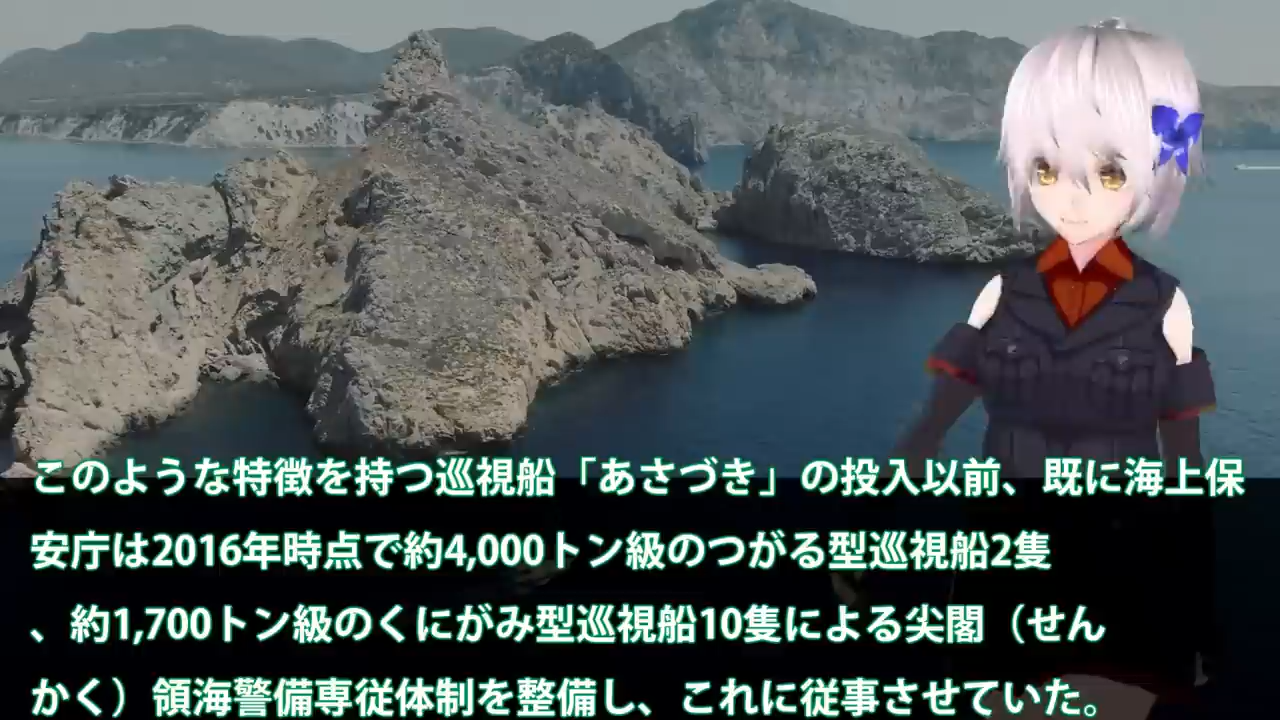 このような特徴を持つ巡視船「あさづき」の投入以前、既に海上保
安庁は2016年時点で約4,000トン級のつがる型巡視船2隻
、約1,700トン級のくにがみ型巡視船10隻による尖閣（せん
かく）領海警備専従体制を整備し、これに従事させていた。